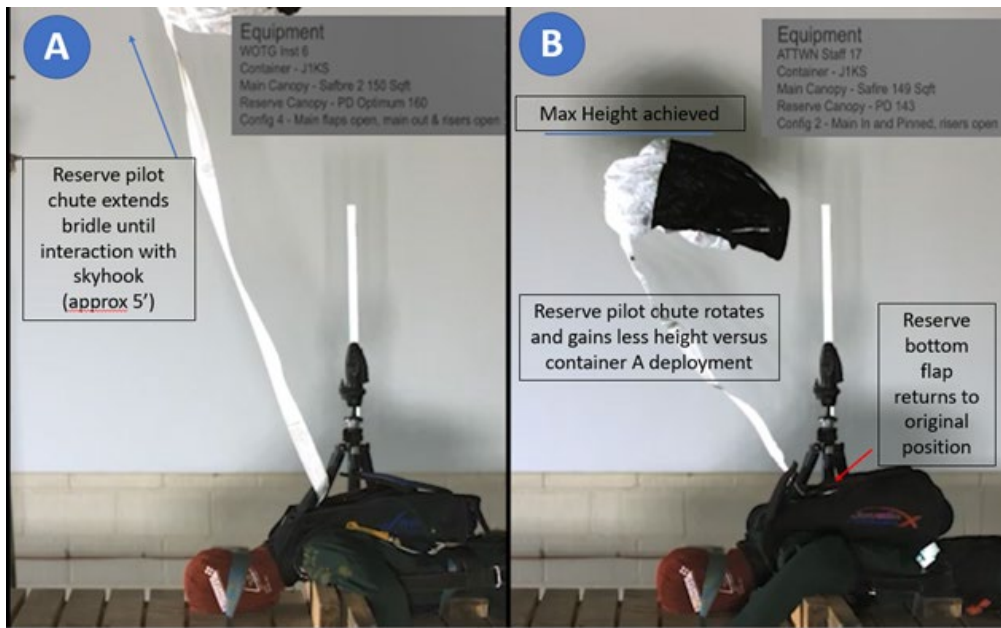 A
Equipment
WOTG Inst 6
Container - J1KS
Main Canopy - Safire 2 150 Sqft
Reserve Canopy - PD Optimum 160
Config 4 - Main flaps open, main out & risers open
Reserve pilot
chute extends
bridle until
interaction with
skyhook
(approx 5’)
B
Equipment
ATTWN Staff 17
Container - J1KS
Main Canopy - Safire 149 Sqft
Reserve Canopy - PD 143
Config 2 - Main In and Pinned, risers open
Max Height achieved
Reserve pilot chute rotates
and gains less height versus
container A deployment
Reserve
bottom
flap
returns to
original
position